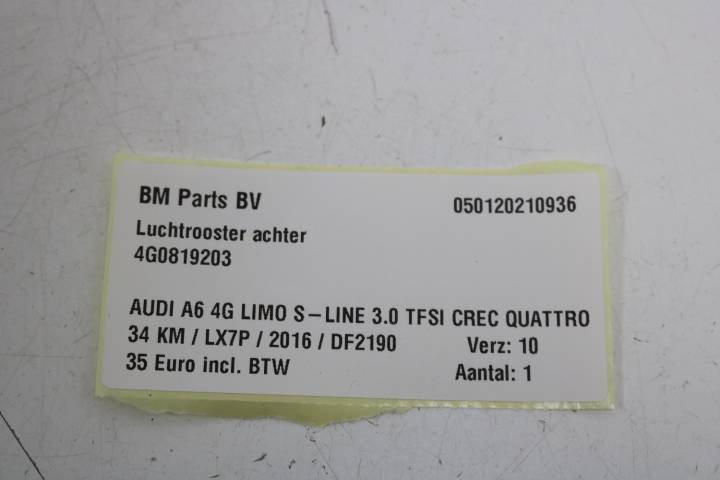 BM Parts BV 050120210936
Luchtrooster achter
4G0819203
AUDI A6 4G LIMO S-LINE 3.0 TFSI CREC QUATTRO
34 KM / LX7P / 2016 / DF2190 Verz: 10
35 Euro incl. BTW Aantal: 1